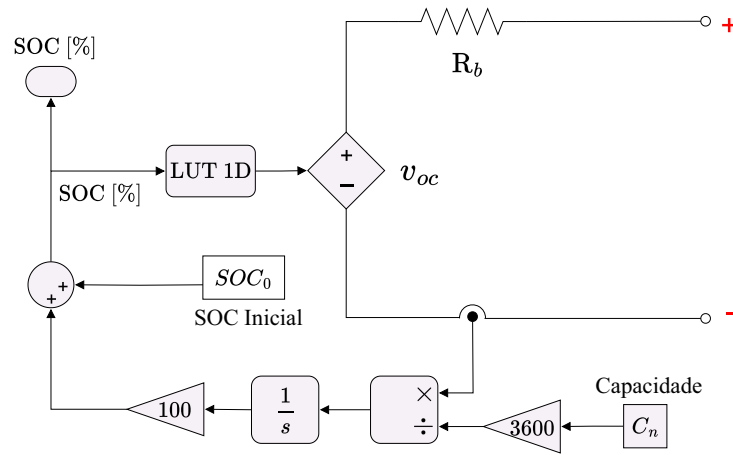 SOC [%]
R_b
+
LUT 1D
+
−
v_oc
SOC [%]
+
+
SOC_0
SOC Inicial
-
100
1/s
×
÷
3600
Capacidade
C_n